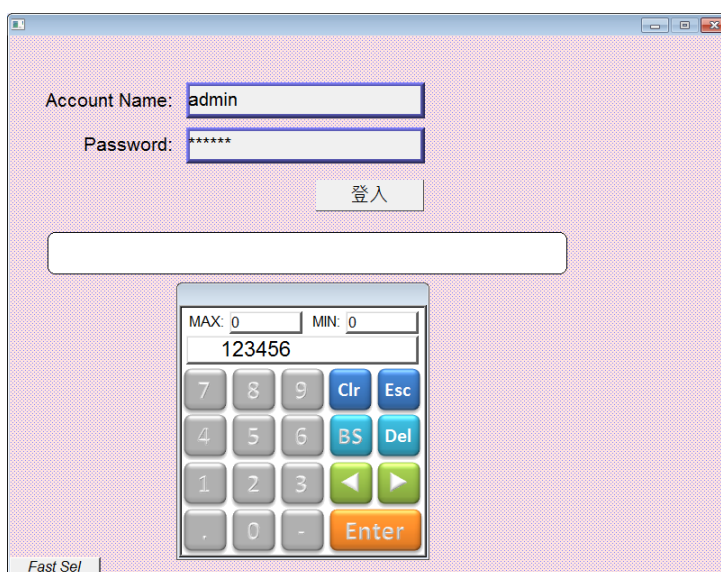 Account Name: admin
Password: ******
登入
MAX: 0 MIN: 0
123456
7 8 9 Clr Esc
4 5 6 BS Del
1 2 3
. 0 - Enter
Fast Sel